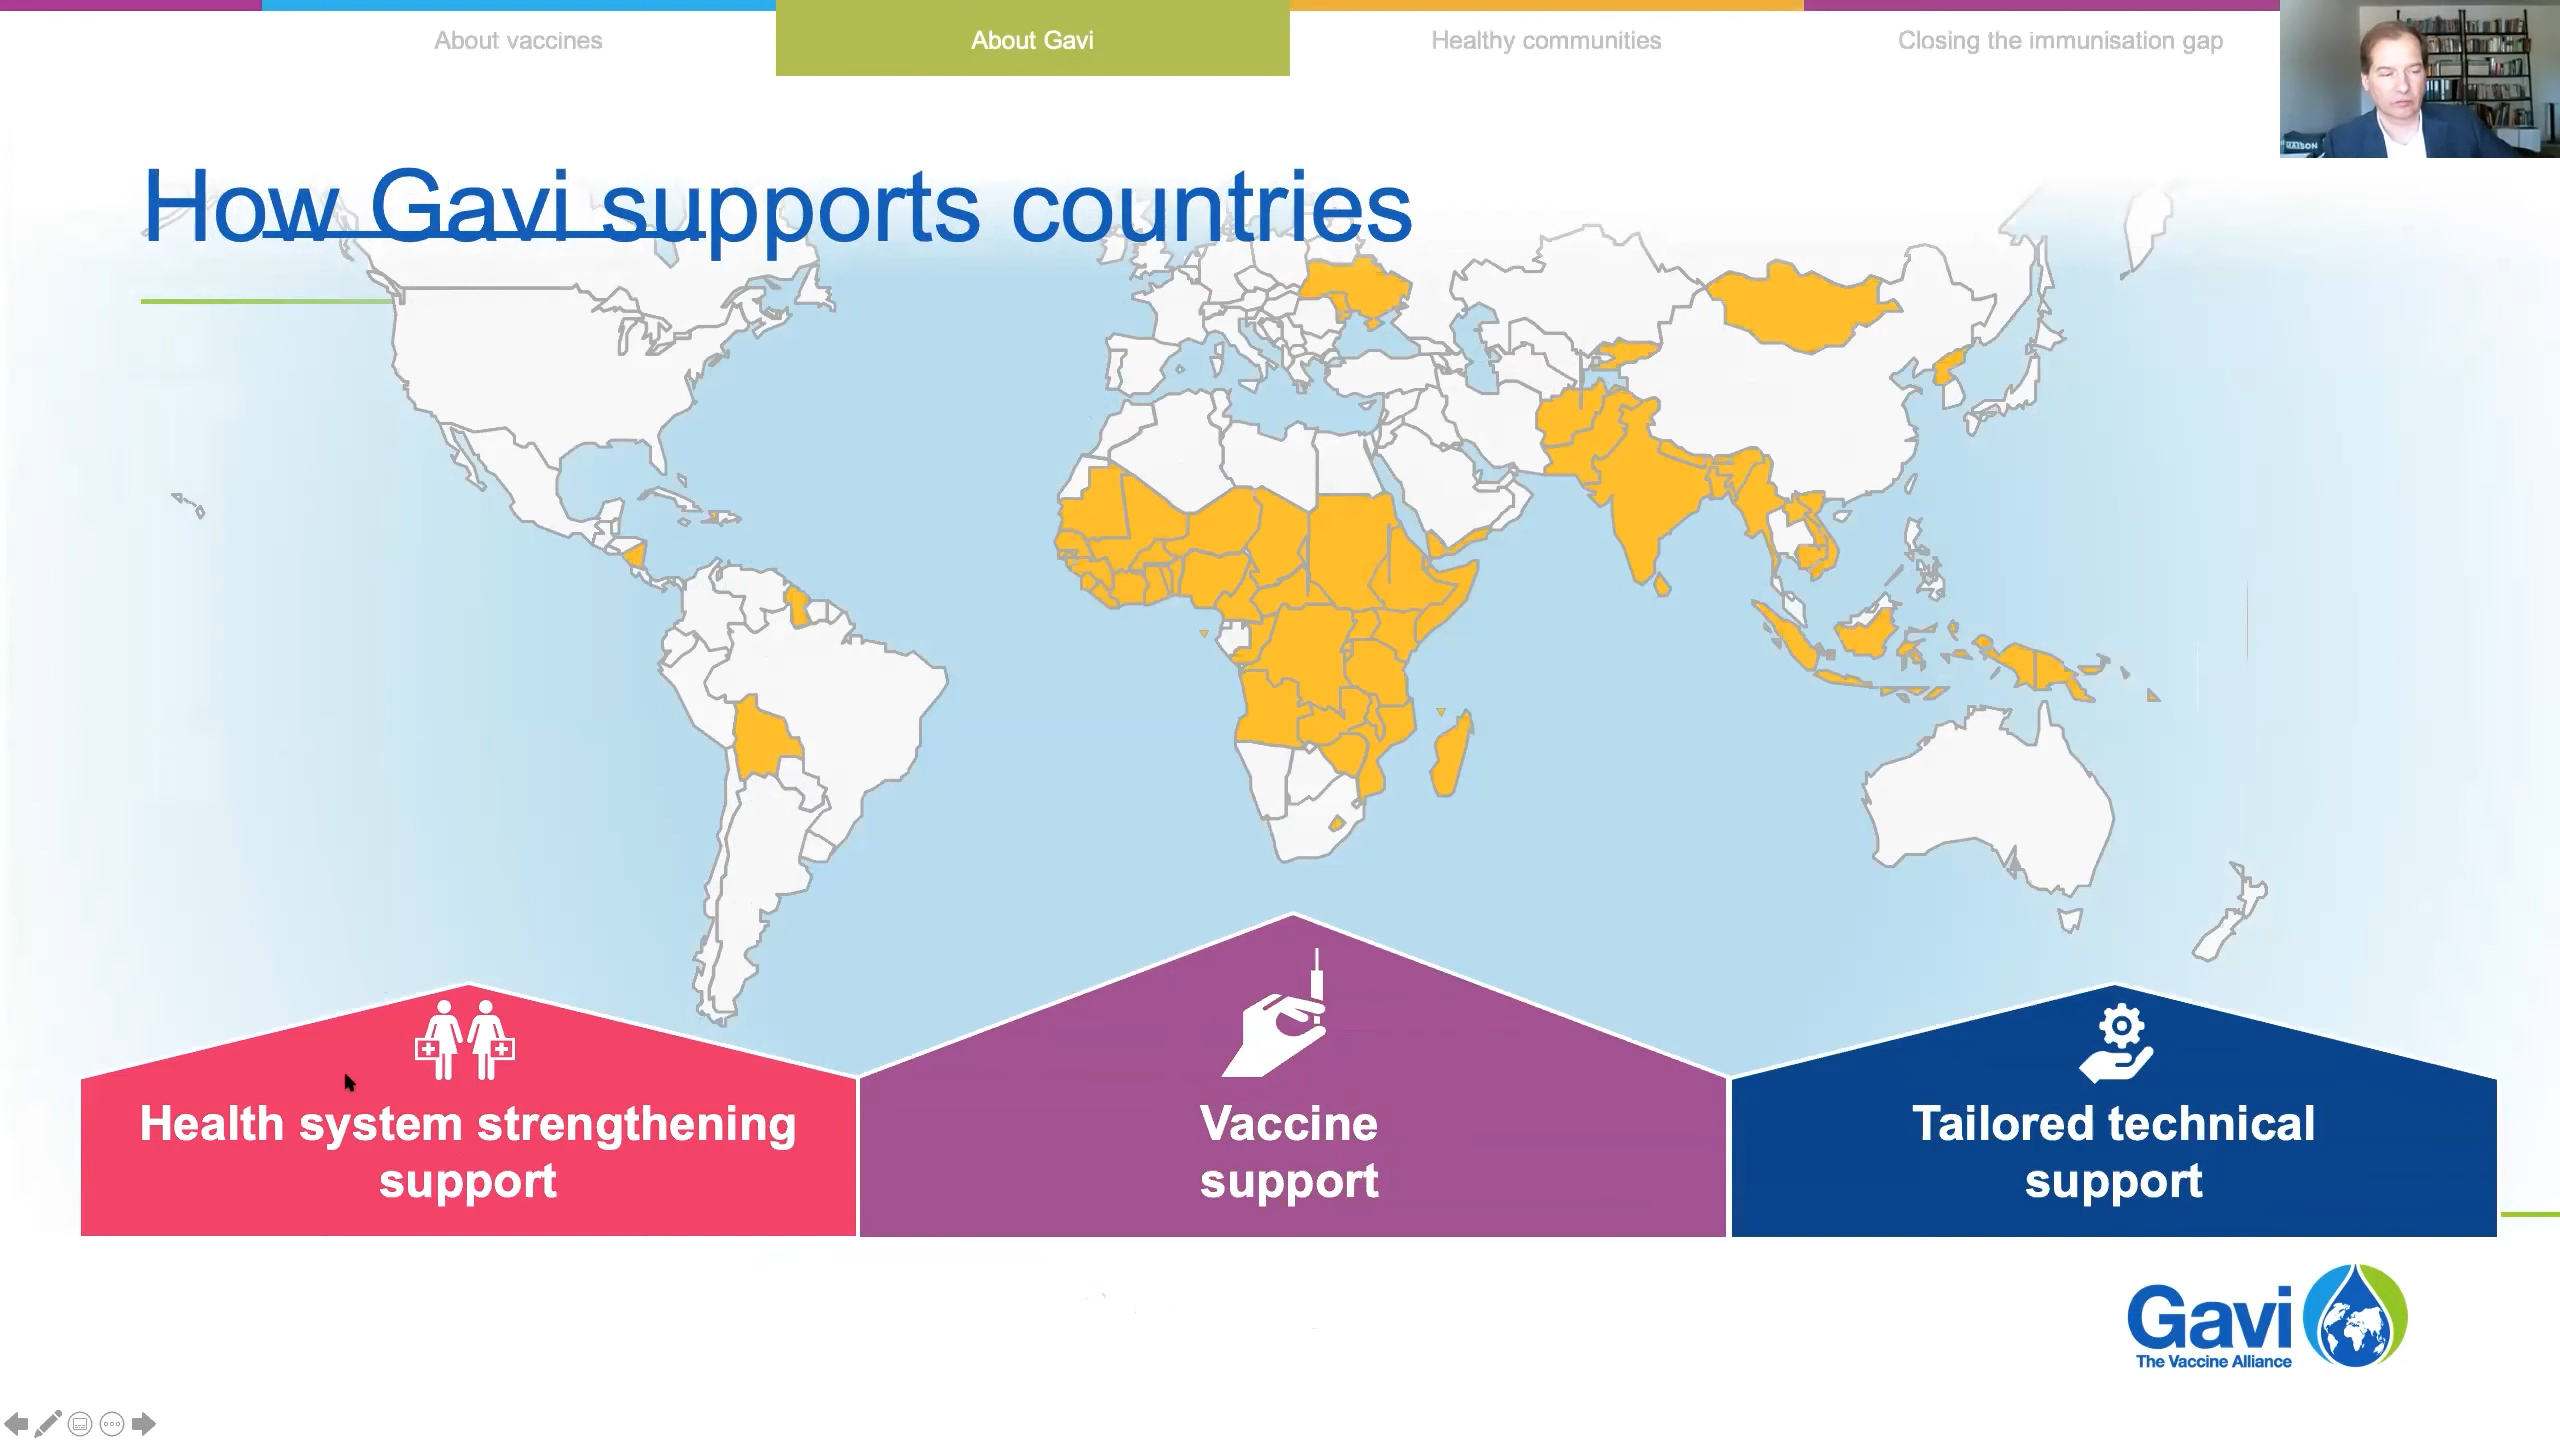 About vaccines
About Gavi
Healthy communities
Closing the immunisation gap
MAISON
How Gavi supports countries
Health system strengthening
support
Vaccine
support
Tailored technical
support
Gavi
The Vaccine Alliance